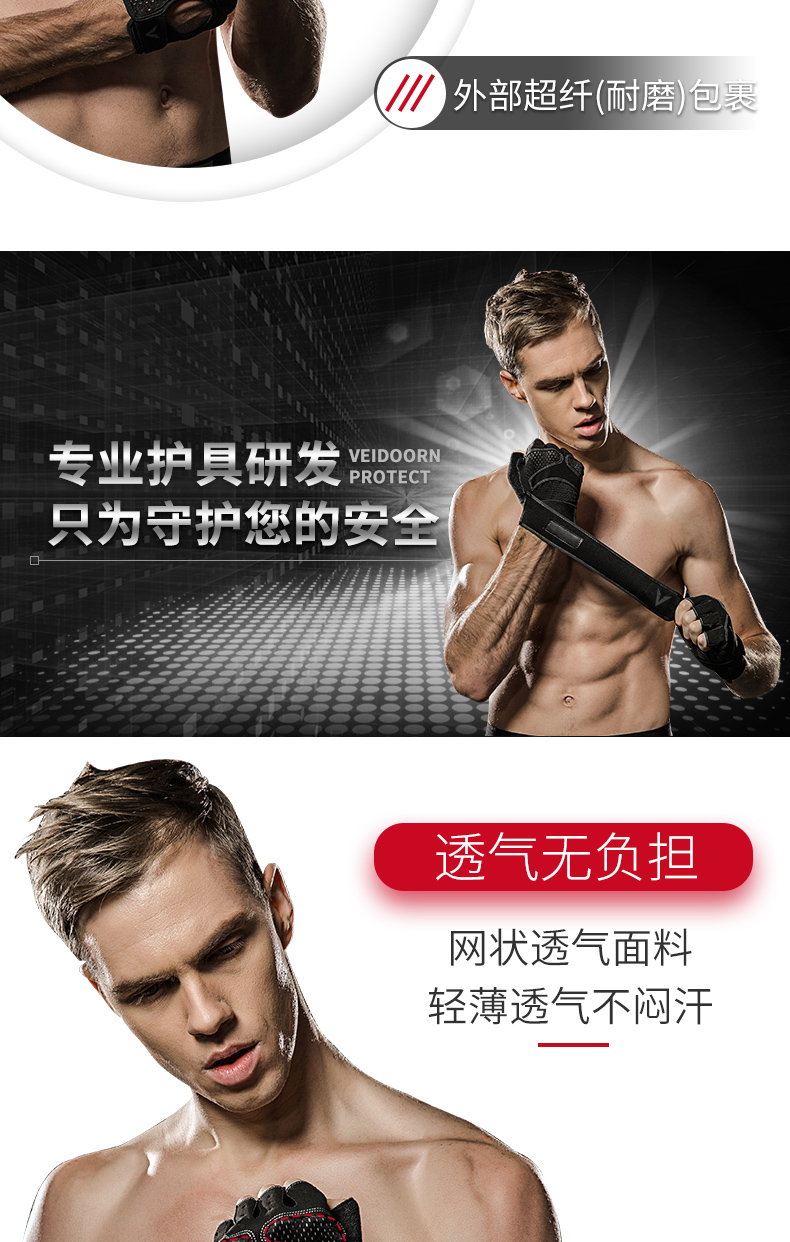 外部超纤(耐磨)包裹
专业护具研发 VEIDOORN
PROTECT
只为守护您的安全
透气无负担
网状透气面料
轻薄透气不闷汗